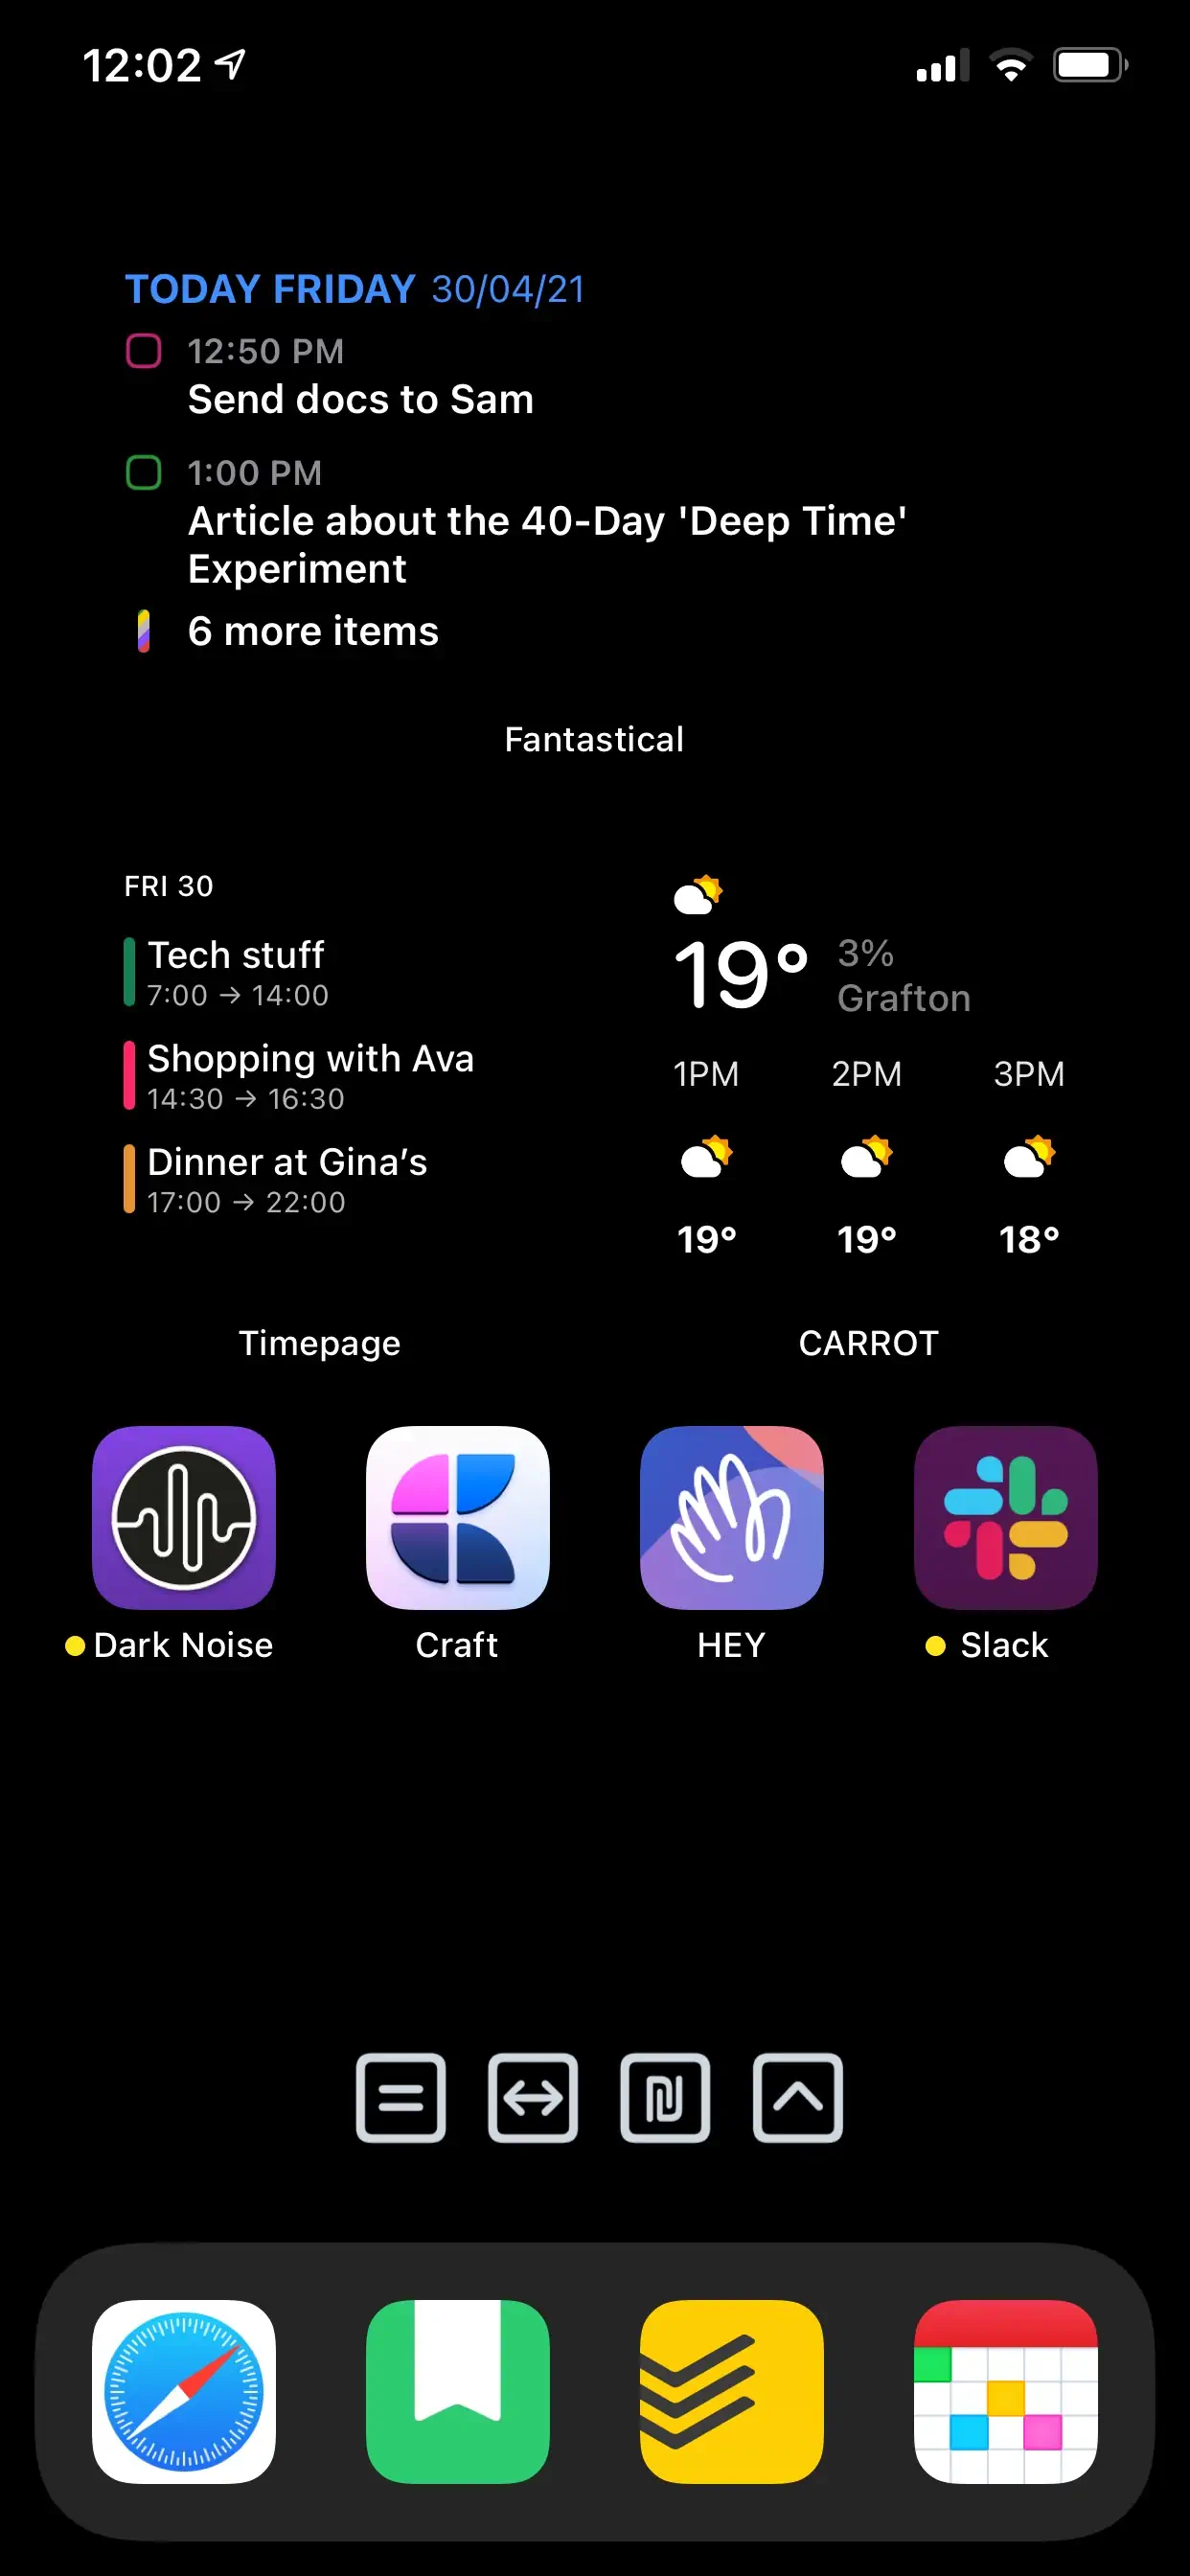 12:02
TODAY FRIDAY 30/04/21
12:50 PM
Send docs to Sam
1:00 PM
Article about the 40-Day 'Deep Time'
Experiment
6 more items
Fantastical
FRI 30
Tech stuff
7:00 → 14:00
Shopping with Ava
14:30 → 16:30
Dinner at Gina’s
17:00 → 22:00
Timepage
19° 3%
Grafton
1PM 2PM 3PM
19° 19° 18°
CARROT
Dark Noise Craft HEY Slack